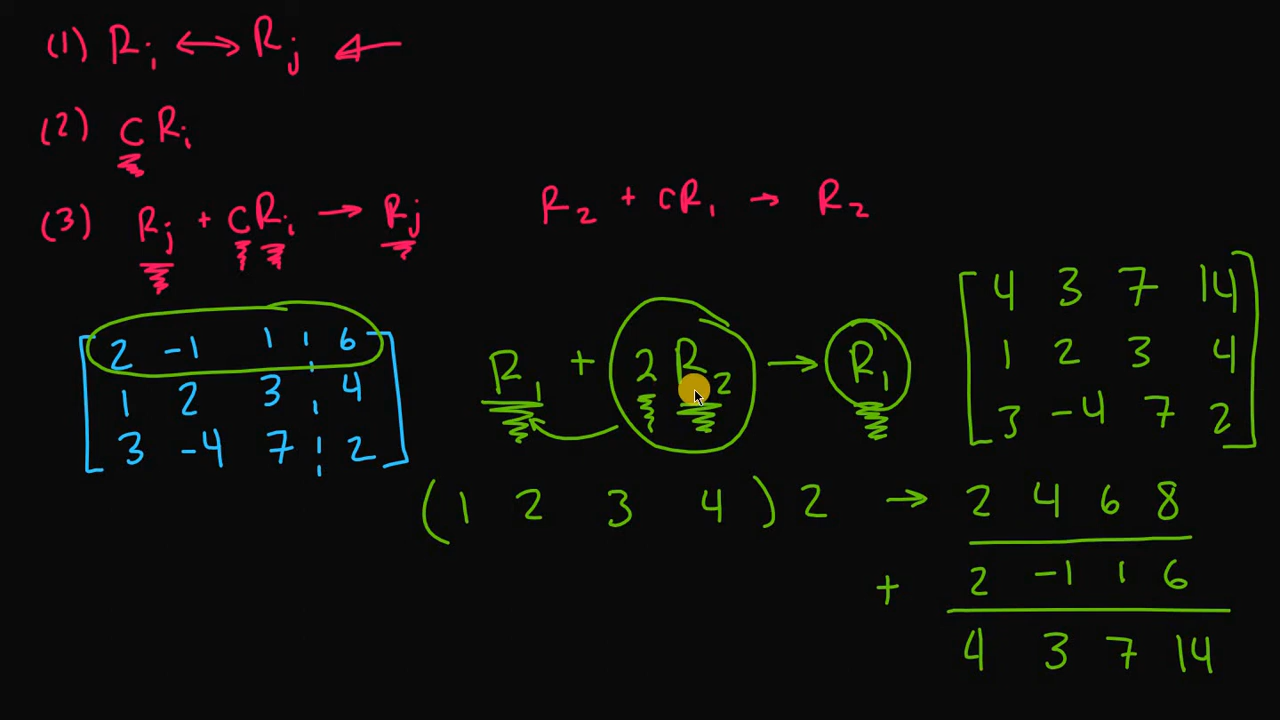 (1) Rᵢ ↔ Rⱼ ←
(2) cRᵢ
(3) Rⱼ + cRᵢ → Rⱼ
R₂ + cR₁ → R₂
2 -1 1 ¦ 6
1 2 3 ¦ 4
3 -4 7 ¦ 2
R₁ + 2R₂ → R₁
4 3 7 14
1 2 3 4
3 -4 7 2
(1 2 3 4) 2 → 2 4 6 8
+ 2 -1 1 6
4 3 7 14